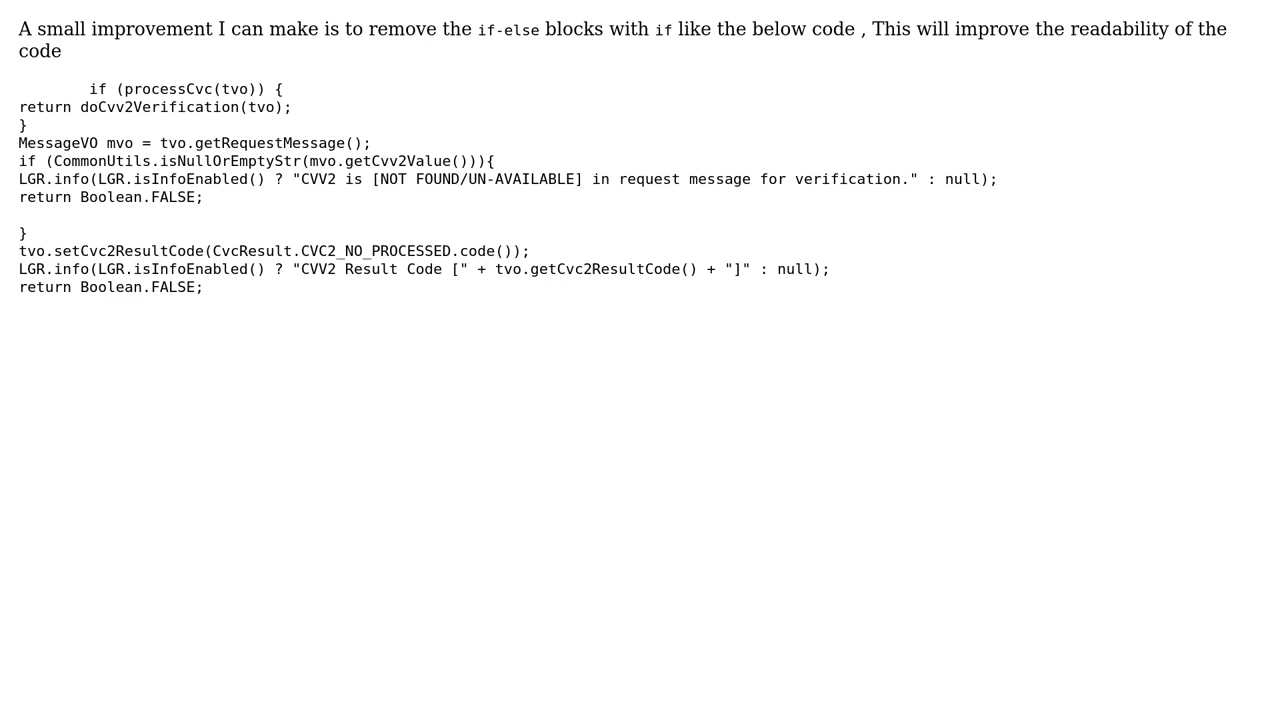 A small improvement I can make is to remove the if-else blocks with if like the below code , This will improve the readability of the
code
        if (processCvc(tvo)) {
return doCvv2Verification(tvo);
}
MessageVO mvo = tvo.getRequestMessage();
if (CommonUtils.isNullOrEmptyStr(mvo.getCvv2Value())){
LGR.info(LGR.isInfoEnabled() ? "CVV2 is [NOT FOUND/UN-AVAILABLE] in request message for verification." : null);
return Boolean.FALSE;

}
tvo.setCvc2ResultCode(CvcResult.CVC2_NO_PROCESSED.code());
LGR.info(LGR.isInfoEnabled() ? "CVV2 Result Code [" + tvo.getCvc2ResultCode() + "]" : null);
return Boolean.FALSE;